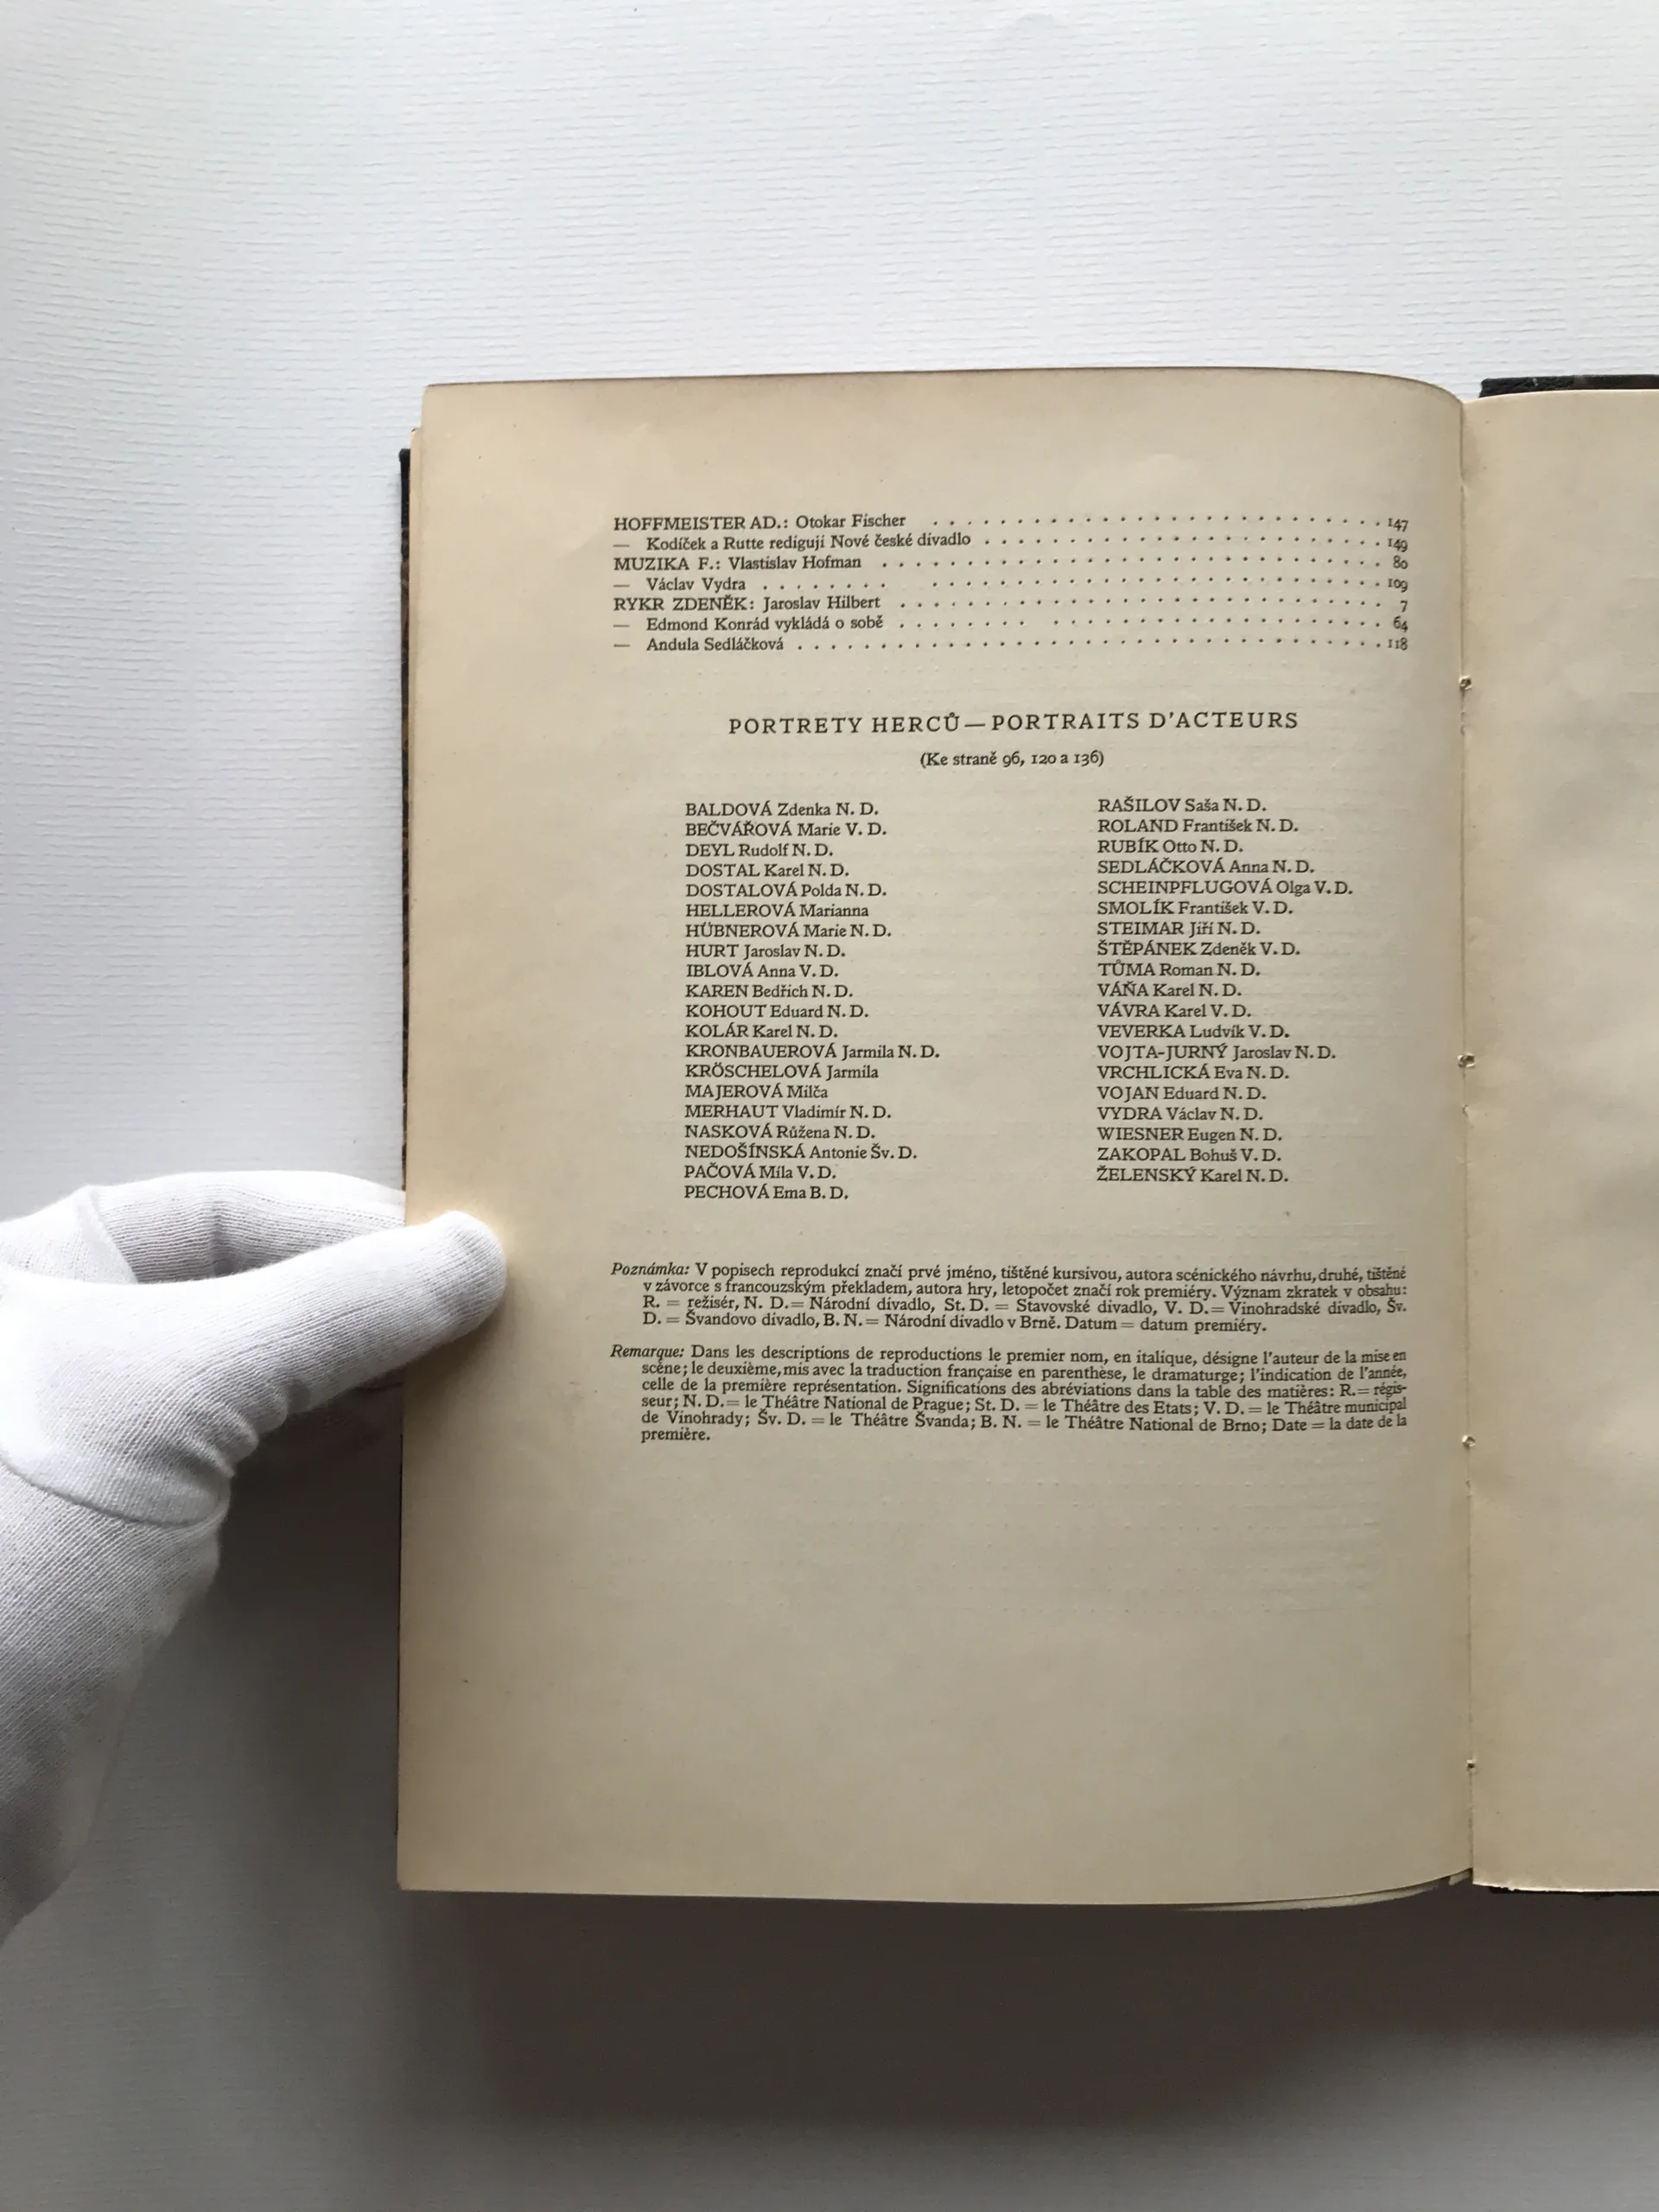 HOFFMEISTER AD.: Otokar Fischer . . . . . . . . . . . . . . . . . . . . . . . . . . . 147
— Kodíček a Rutte redigují Nové české divadlo . . . . . . . . . . . . . . . . . . . . . . . . 149
MUZIKA F.: Vlastislav Hofman . . . . . . . . . . . . . . . . . . . . . . . . . . . . . . 80
— Václav Vydra . . . . . . . . . . . . . . . . . . . . . . . . . . . . . . . . . . 109
RYKR ZDENĚK: Jaroslav Hilbert . . . . . . . . . . . . . . . . . . . . . . . . . . . . . 7
— Edmond Konrád vykládá o sobě . . . . . . . . . . . . . . . . . . . . . . . . . . . . 64
— Andula Sedláčková . . . . . . . . . . . . . . . . . . . . . . . . . . . . . . . . . . 118
PORTRETY HERCŮ — PORTRAITS D'ACTEURS
(Ke straně 96, 120 a 136)
BALDOVÁ Zdenka N. D.
BEČVÁŘOVÁ Marie V. D.
DEYL Rudolf N. D.
DOSTAL Karel N. D.
DOSTALOVÁ Polda N. D.
HELLEROVÁ Marianna
HÜBNEROVÁ Marie N. D.
HURT Jaroslav N. D.
IBLOVÁ Anna V. D.
KAREN Bedřich N. D.
KOHOUT Eduard N. D.
KOLÁR Karel N. D.
KRONBAUEROVÁ Jarmila N. D.
KRÖSCHELOVÁ Jarmila
MAJEROVÁ Milča
MERHAUT Vladimír N. D.
NASKOVÁ Růžena N. D.
NEDOŠÍNSKÁ Antonie Šv. D.
PAČOVÁ Míla V. D.
PECHOVÁ Ema B. D.
RAŠILOV Saša N. D.
ROLAND František N. D.
RUBÍK Otto N. D.
SEDLÁČKOVÁ Anna N. D.
SCHEINPFLUGOVÁ Olga V. D.
SMOLÍK František V. D.
STEIMAR Jiří N. D.
ŠTĚPÁNEK Zdeněk V. D.
TŮMA Roman N. D.
VÁŇA Karel N. D.
VÁVRA Karel V. D.
VEVERKA Ludvík V. D.
VOJTA-JURNÝ Jaroslav N. D.
VRCHLICKÁ Eva N. D.
VOJAN Eduard N. D.
VYDRA Václav N. D.
WIESNER Eugen N. D.
ZAKOPAL Bohuš V. D.
ŽELENSKÝ Karel N. D.
Poznámka: V popisech reprodukcí značí prvé jméno, tištěné kursivou, autora scénického návrhu, druhé, tištěné
v závorce s francouzským překladem, autora hry, letopočet značí rok premiéry. Význam zkratek v obsahu:
R. = režisér, N. D. = Národní divadlo, St. D. = Stavovské divadlo, V. D. = Vinohradské divadlo, Šv.
D. = Švandovo divadlo, B. N. = Národní divadlo v Brně. Datum = datum premiéry.
Remarque: Dans les descriptions de reproductions le premier nom, en italique, désigne l'auteur de la mise en
scène; le deuxième, mis avec la traduction française en parenthèse, le dramaturge; l'indication de l'année,
celle de la première représentation. Significations des abréviations dans la table des matières: R. = régis-
seur; N. D. = le Théâtre National de Prague; St. D. = le Théâtre des Etats; V. D. = le Théâtre municipal
de Vinohrady; Šv. D. = le Théâtre Švanda; B. N. = le Théâtre National de Brno; Date = la date de la
première.